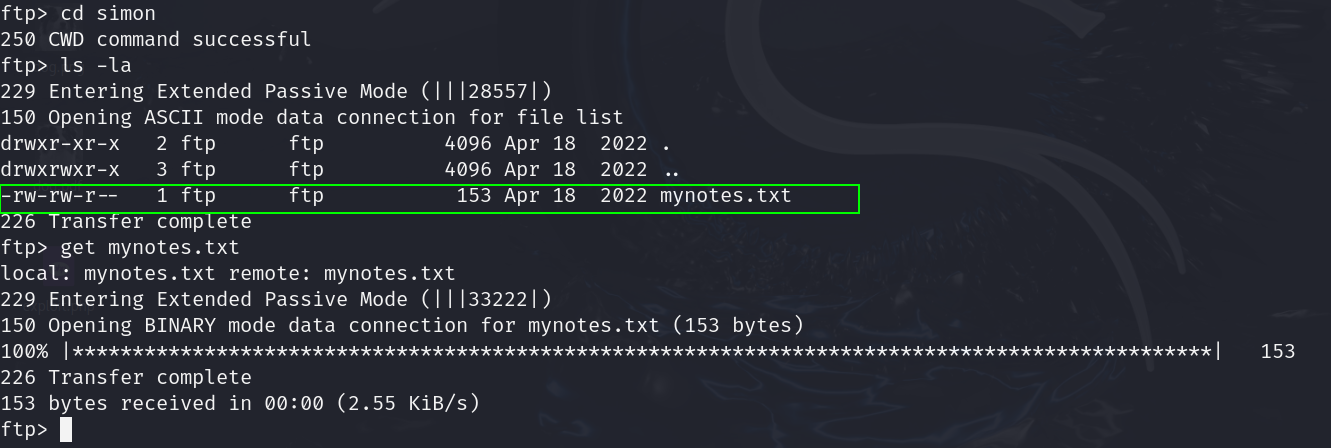 ftp> cd simon
250 CWD command successful
ftp> ls -la
229 Entering Extended Passive Mode (|||28557|)
150 Opening ASCII mode data connection for file list
drwxr-xr-x   2 ftp      ftp          4096 Apr 18  2022 .
drwxrwxr-x   3 ftp      ftp          4096 Apr 18  2022 ..
-rw-rw-r--   1 ftp      ftp           153 Apr 18  2022 mynotes.txt
226 Transfer complete
ftp> get mynotes.txt
local: mynotes.txt remote: mynotes.txt
229 Entering Extended Passive Mode (|||33222|)
150 Opening BINARY mode data connection for mynotes.txt (153 bytes)
100% |***********************************************************************************************|   153
226 Transfer complete
153 bytes received in 00:00 (2.55 KiB/s)
ftp>